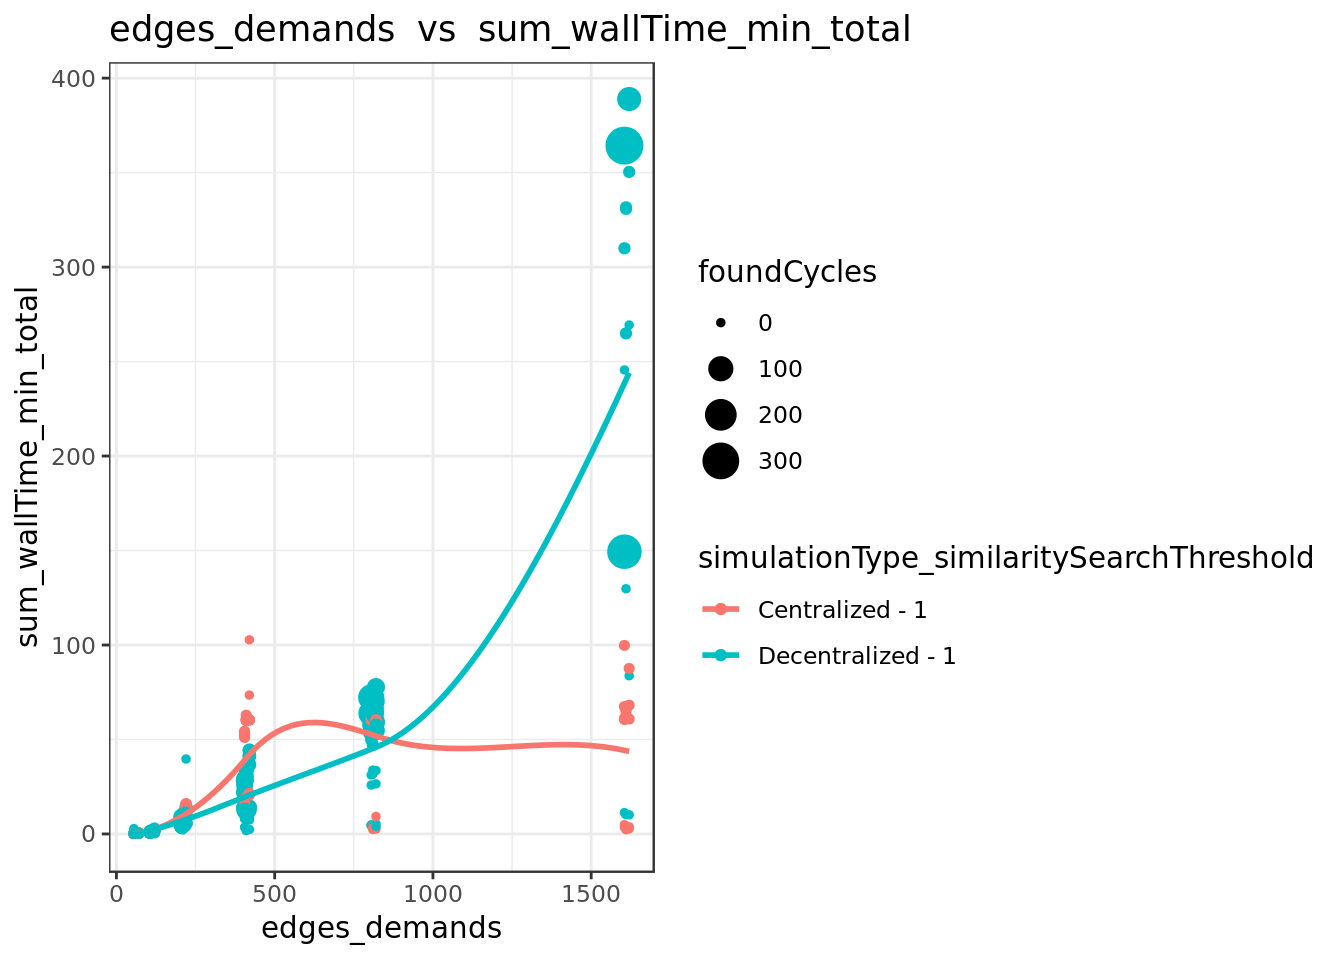 edges_demands  vs  sum_wallTime_min_total
400
300
200
100
0
sum_wallTime_min_total
0
500
1000
1500
edges_demands
foundCycles
0
100
200
300
simulationType_similaritySearchThreshold
Centralized - 1
Decentralized - 1